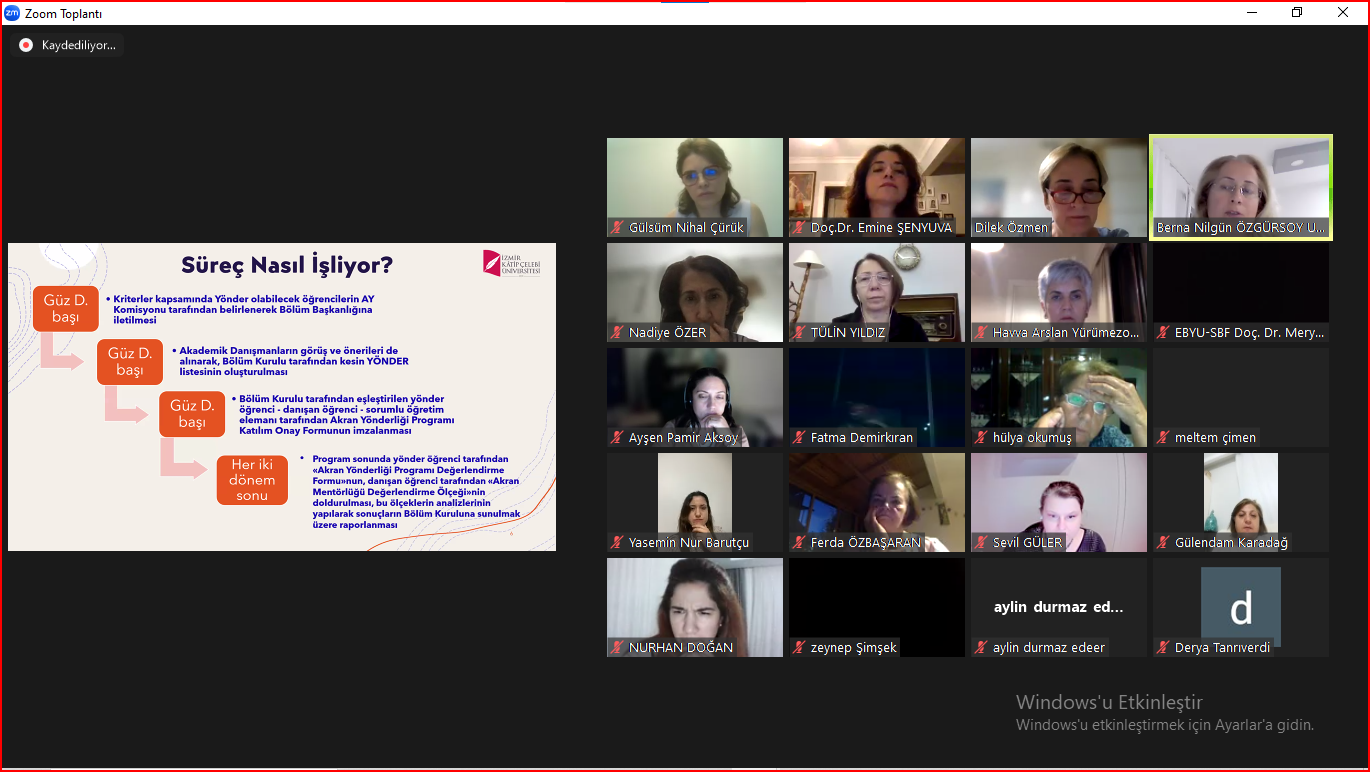 zm Zoom Toplantı
Kaydediliyor...
Süreç Nasıl İşliyor?
İZMİR
KÂTİP ÇELEBİ
ÜNİVERSİTESİ
Güz D.
başı
• Kriterler kapsamında Yönder olabilecek öğrencilerin AY
Komisyonu tarafından belirlenerek Bölüm Başkanlığına
iletilmesi
Güz D.
başı
• Akademik Danışmanların görüş ve önerileri de
alınarak, Bölüm Kurulu tarafından kesin YÖNDER
listesinin oluşturulması
Güz D.
başı
• Bölüm Kurulu tarafından eşleştirilen yönder
öğrenci - danışan öğrenci - sorumlu öğretim
elemanı tarafından Akran Yönderliği Programı
Katılım Onay Formunun imzalanması
Her iki
dönem
sonu
• Program sonunda yönder öğrenci tarafından
«Akran Yönderliği Programı Değerlendirme
Formu»nun, danışan öğrenci tarafından «Akran
Mentörlüğü Değerlendirme Ölçeği»nin
doldurulması, bu ölçeklerin analizlerinin
yapılarak sonuçların Bölüm Kuruluna sunulmak
üzere raporlanması
6
Gülsüm Nihal Çürük
Doç.Dr. Emine ŞENYUVA
Dilek Özmen
Berna Nilgün ÖZGÜRSOY U...
Nadiye ÖZER
TÜLİN YILDIZ
Havva Arslan Yürümezo...
EBYU-SBF Doç. Dr. Mery...
Ayşen Pamir Aksoy
Fatma Demirkıran
hülya okumuş
meltem çimen
Yasemin Nur Barutçu
Ferda ÖZBAŞARAN
Sevil GÜLER
Gülendam Karadağ
NURHAN DOĞAN
zeynep Şimşek
aylin durmaz ed...
aylin durmaz edeer
d
Derya Tanrıverdi
Windows'u Etkinleştir
Windows'u etkinleştirmek için Ayarlar'a gidin.